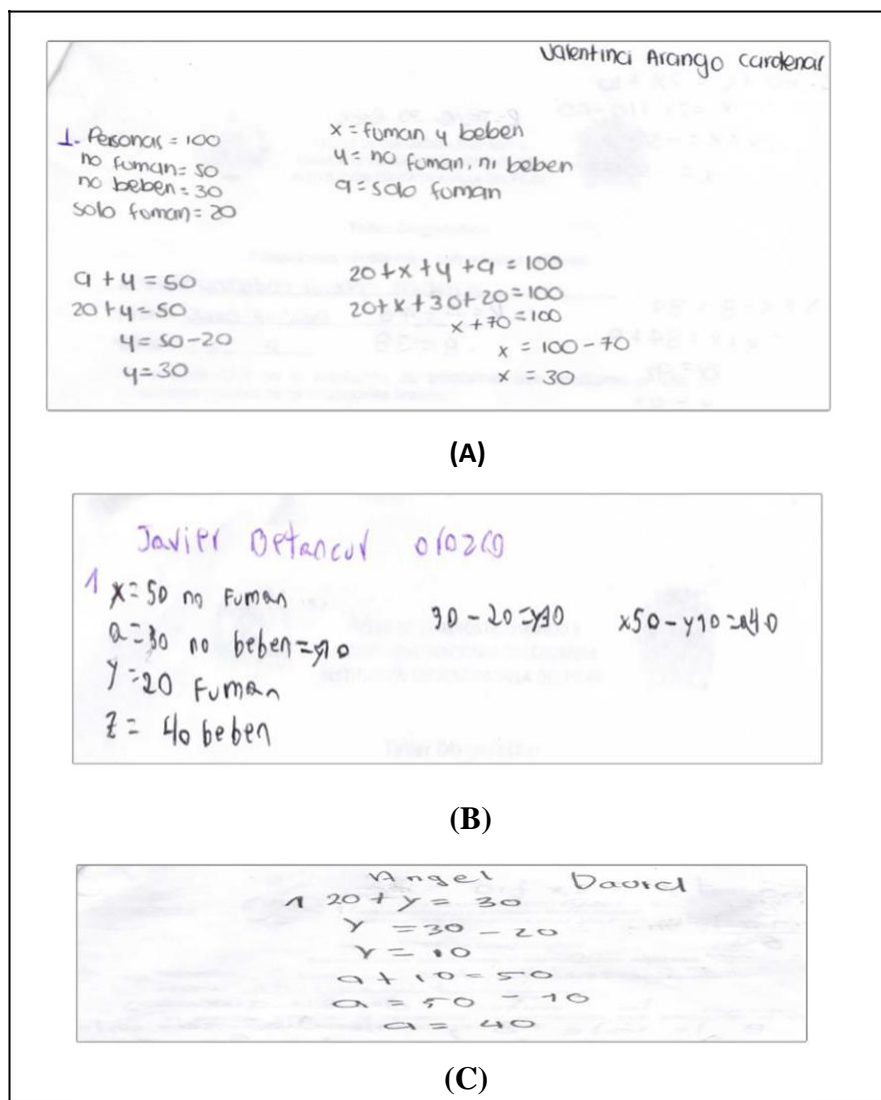 Valentina Arango Cardenas
1. Personas = 100
no fuman = 50
no beben = 30
solo fuman = 20
x = fuman y beben
y = no fuman, ni beben
a = solo fuman
a + y = 50
20 + y = 50
y = 50 - 20
y = 30
20 + x + y + a = 100
20 + x + 30 + 20 = 100
x + 70 = 100
x = 100 - 70
x = 30
(A)
Javier Betancur Orozco
1 x = 50 no fuman
a = 30 no beben = y10
y = 20 Fuman
z = 40 beben
30 - 20 = y10
x50 - y10 = a40
(B)
Angel David
1 20 + y = 30
y = 30 - 20
y = 10
a + 10 = 50
a = 50 - 10
a = 40
(C)